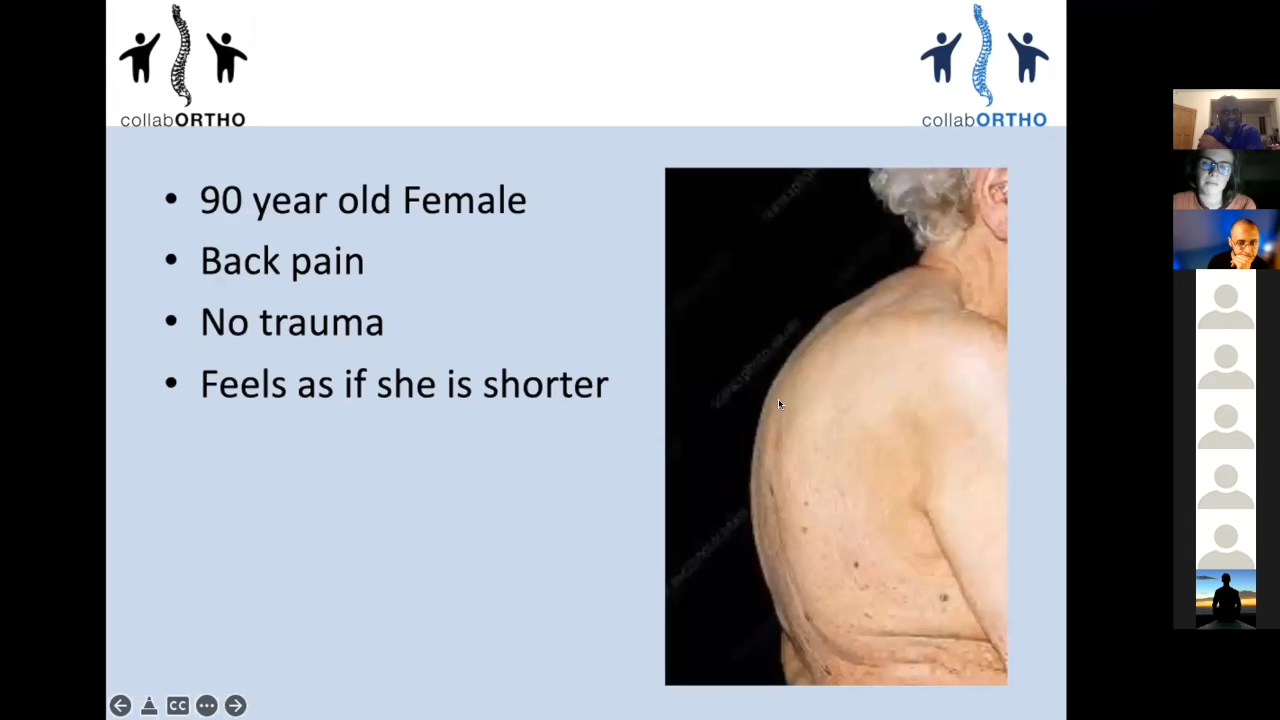 collabORTHO
collabORTHO
• 90 year old Female
• Back pain
• No trauma
• Feels as if she is shorter
CC